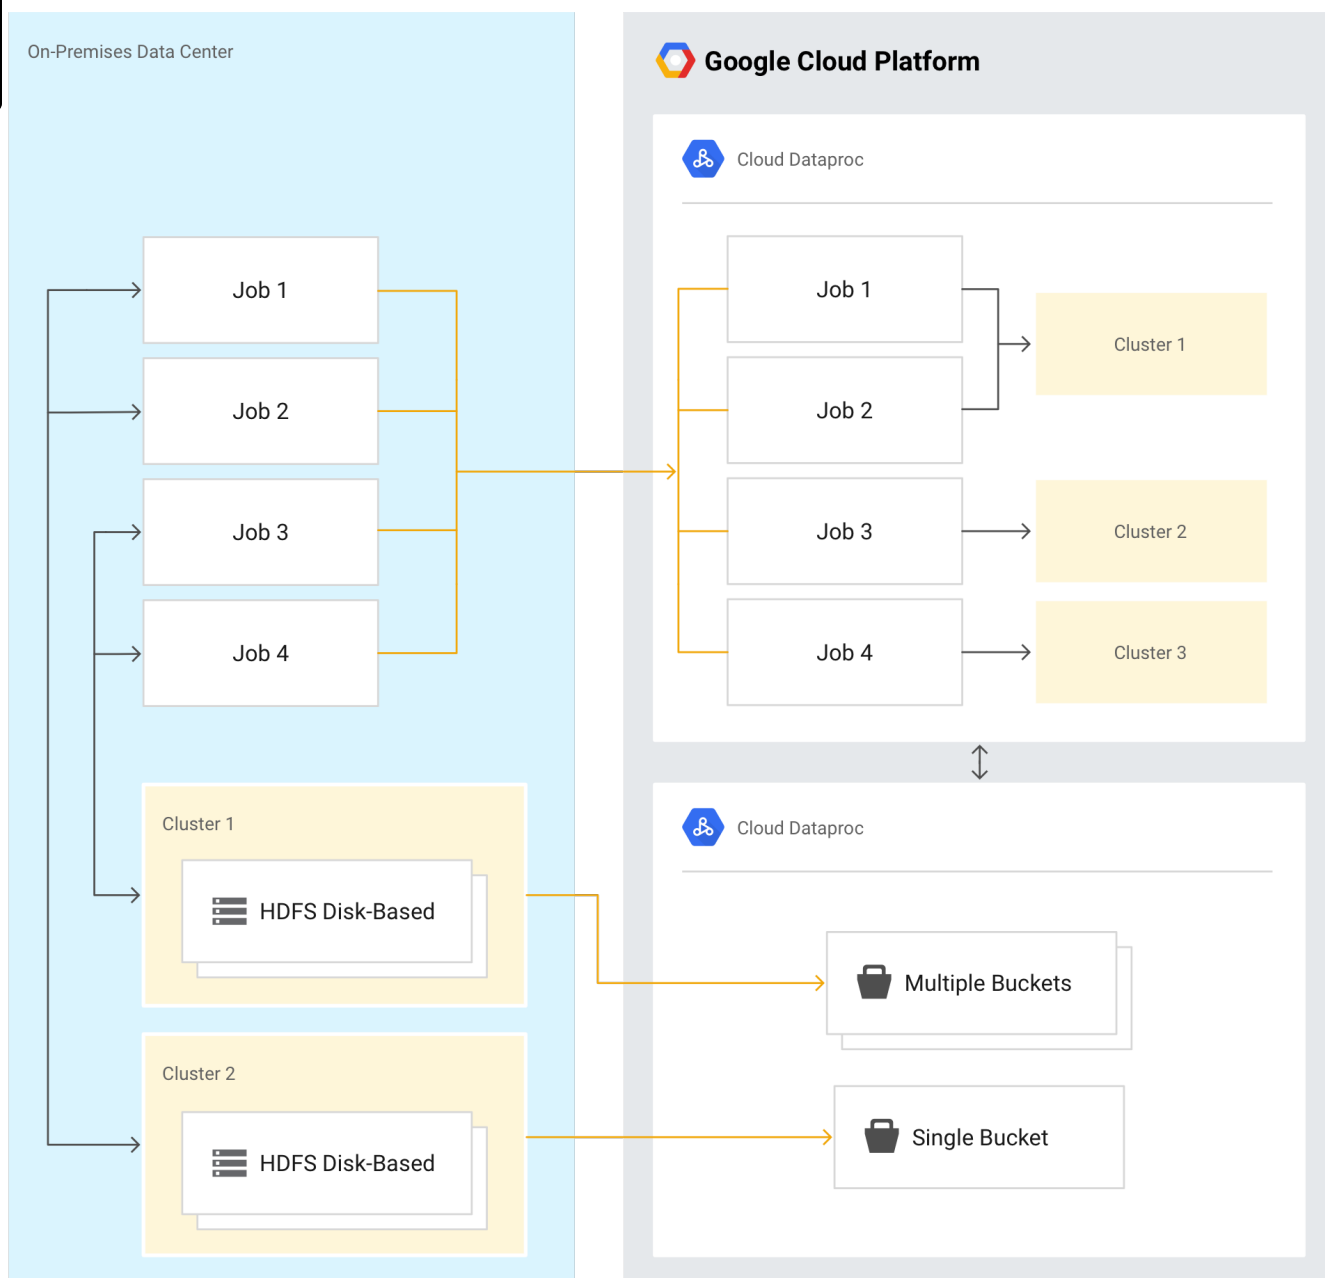 On-Premises Data Center
Job 1
Job 2
Job 3
Job 4
Cluster 1
HDFS Disk-Based
Cluster 2
HDFS Disk-Based
Google Cloud Platform
Cloud Dataproc
Job 1
Job 2
Job 3
Job 4
Cluster 1
Cluster 2
Cluster 3
Cloud Dataproc
Multiple Buckets
Single Bucket